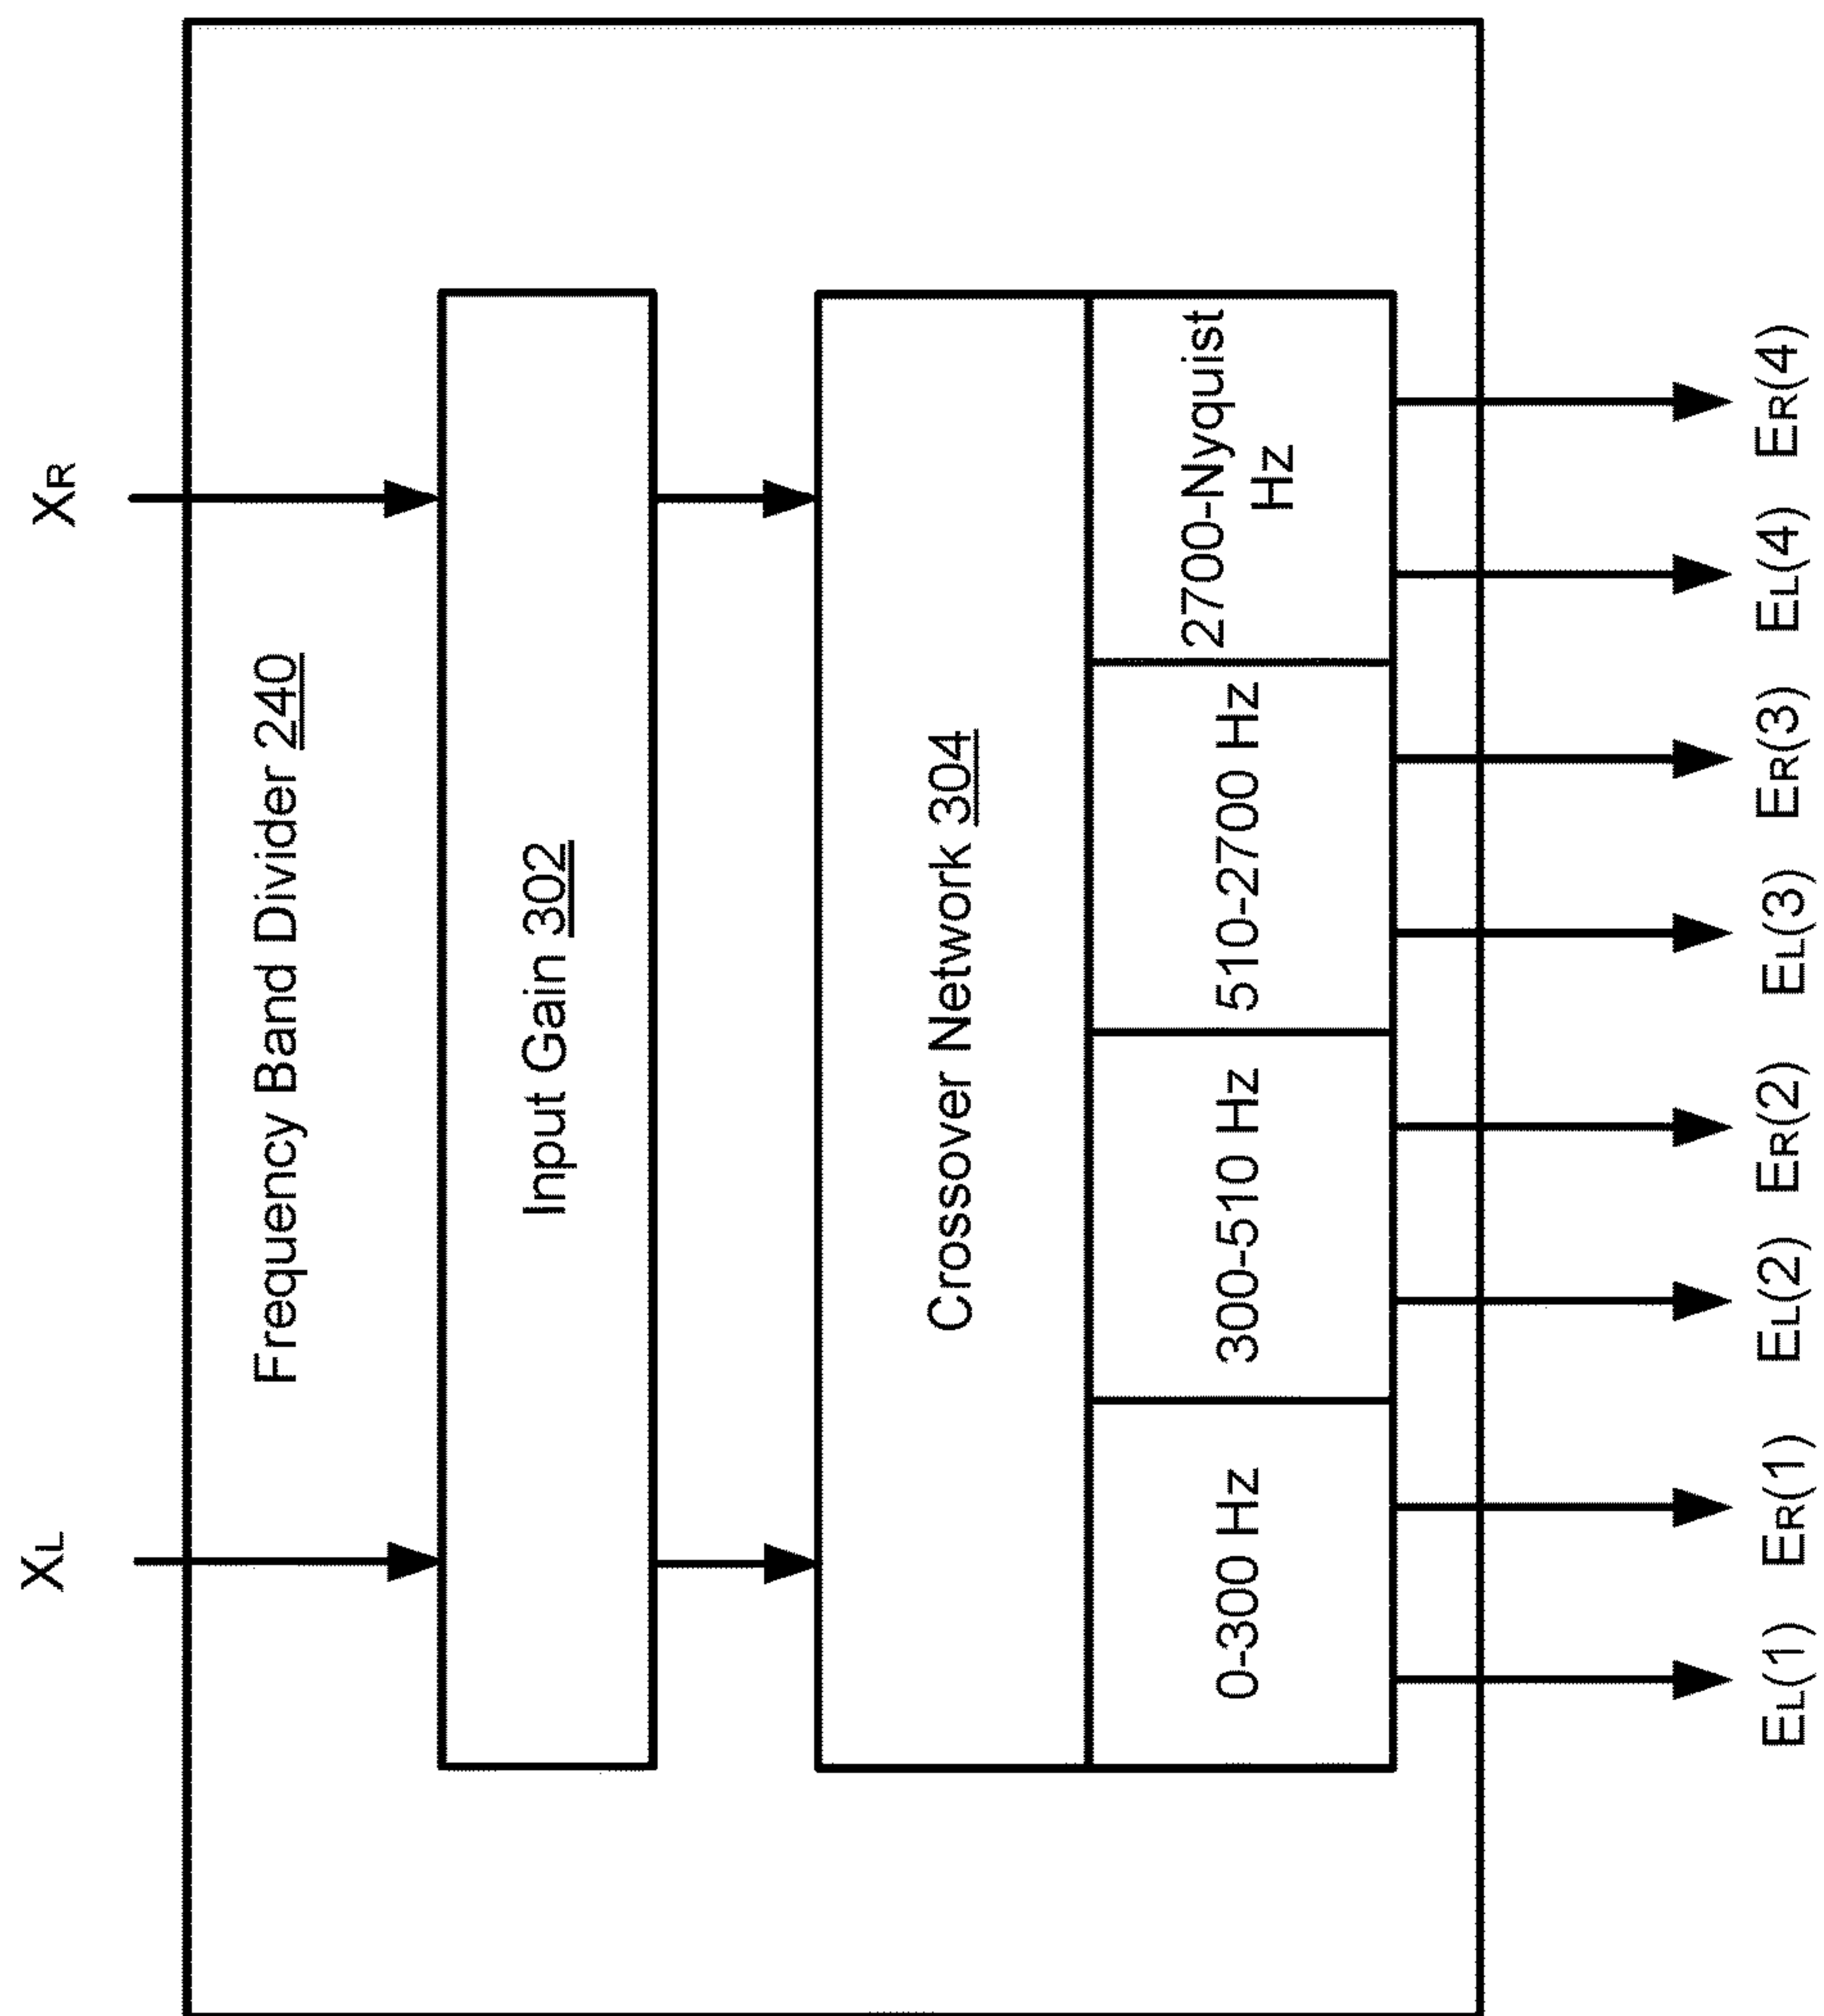 XL
XR
Frequency Band Divider 240
Input Gain 302
Crossover Network 304
0-300 Hz
300-510 Hz
510-2700 Hz
2700-Nyquist
Hz
EL(1)
ER(1)
EL(2)
ER(2)
EL(3)
ER(3)
EL(4)
ER(4)